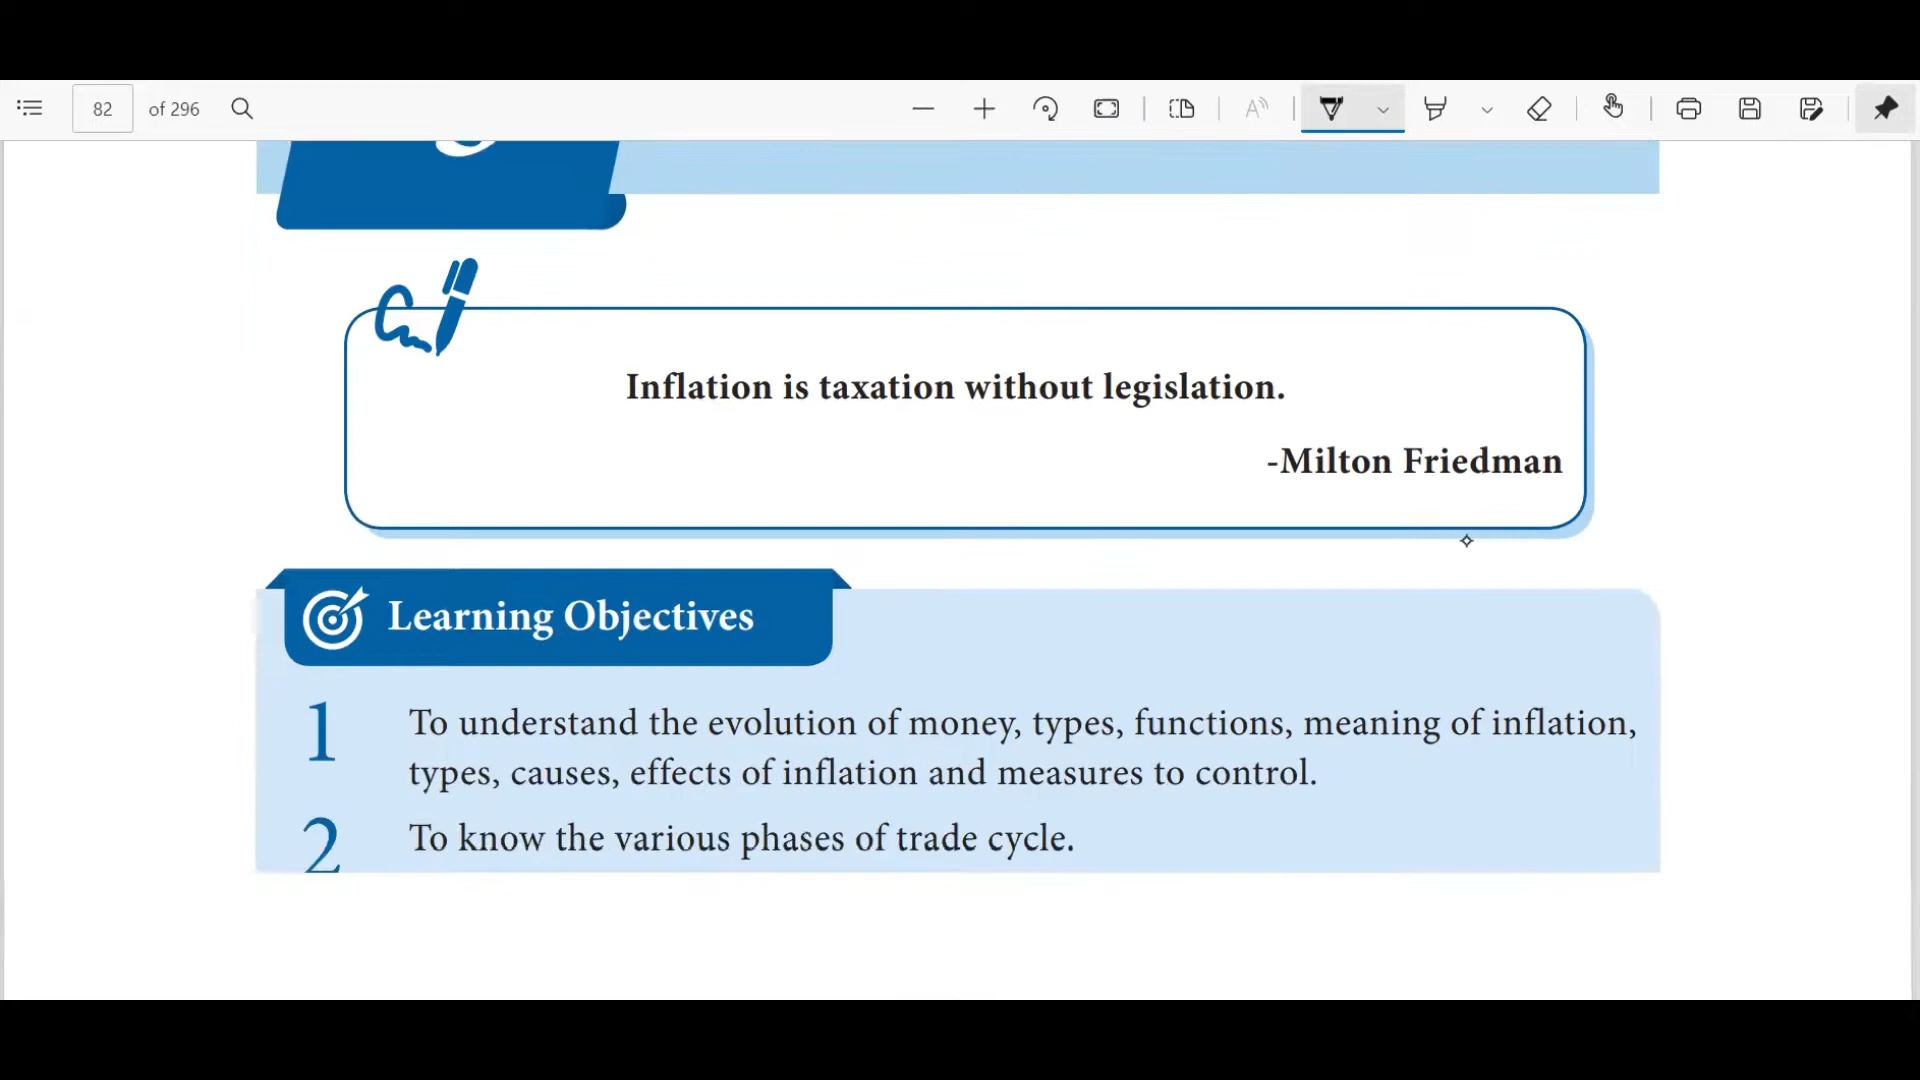 82 of 296
Inflation is taxation without legislation.
-Milton Friedman
Learning Objectives
1 To understand the evolution of money, types, functions, meaning of inflation,
types, causes, effects of inflation and measures to control.
2 To know the various phases of trade cycle.